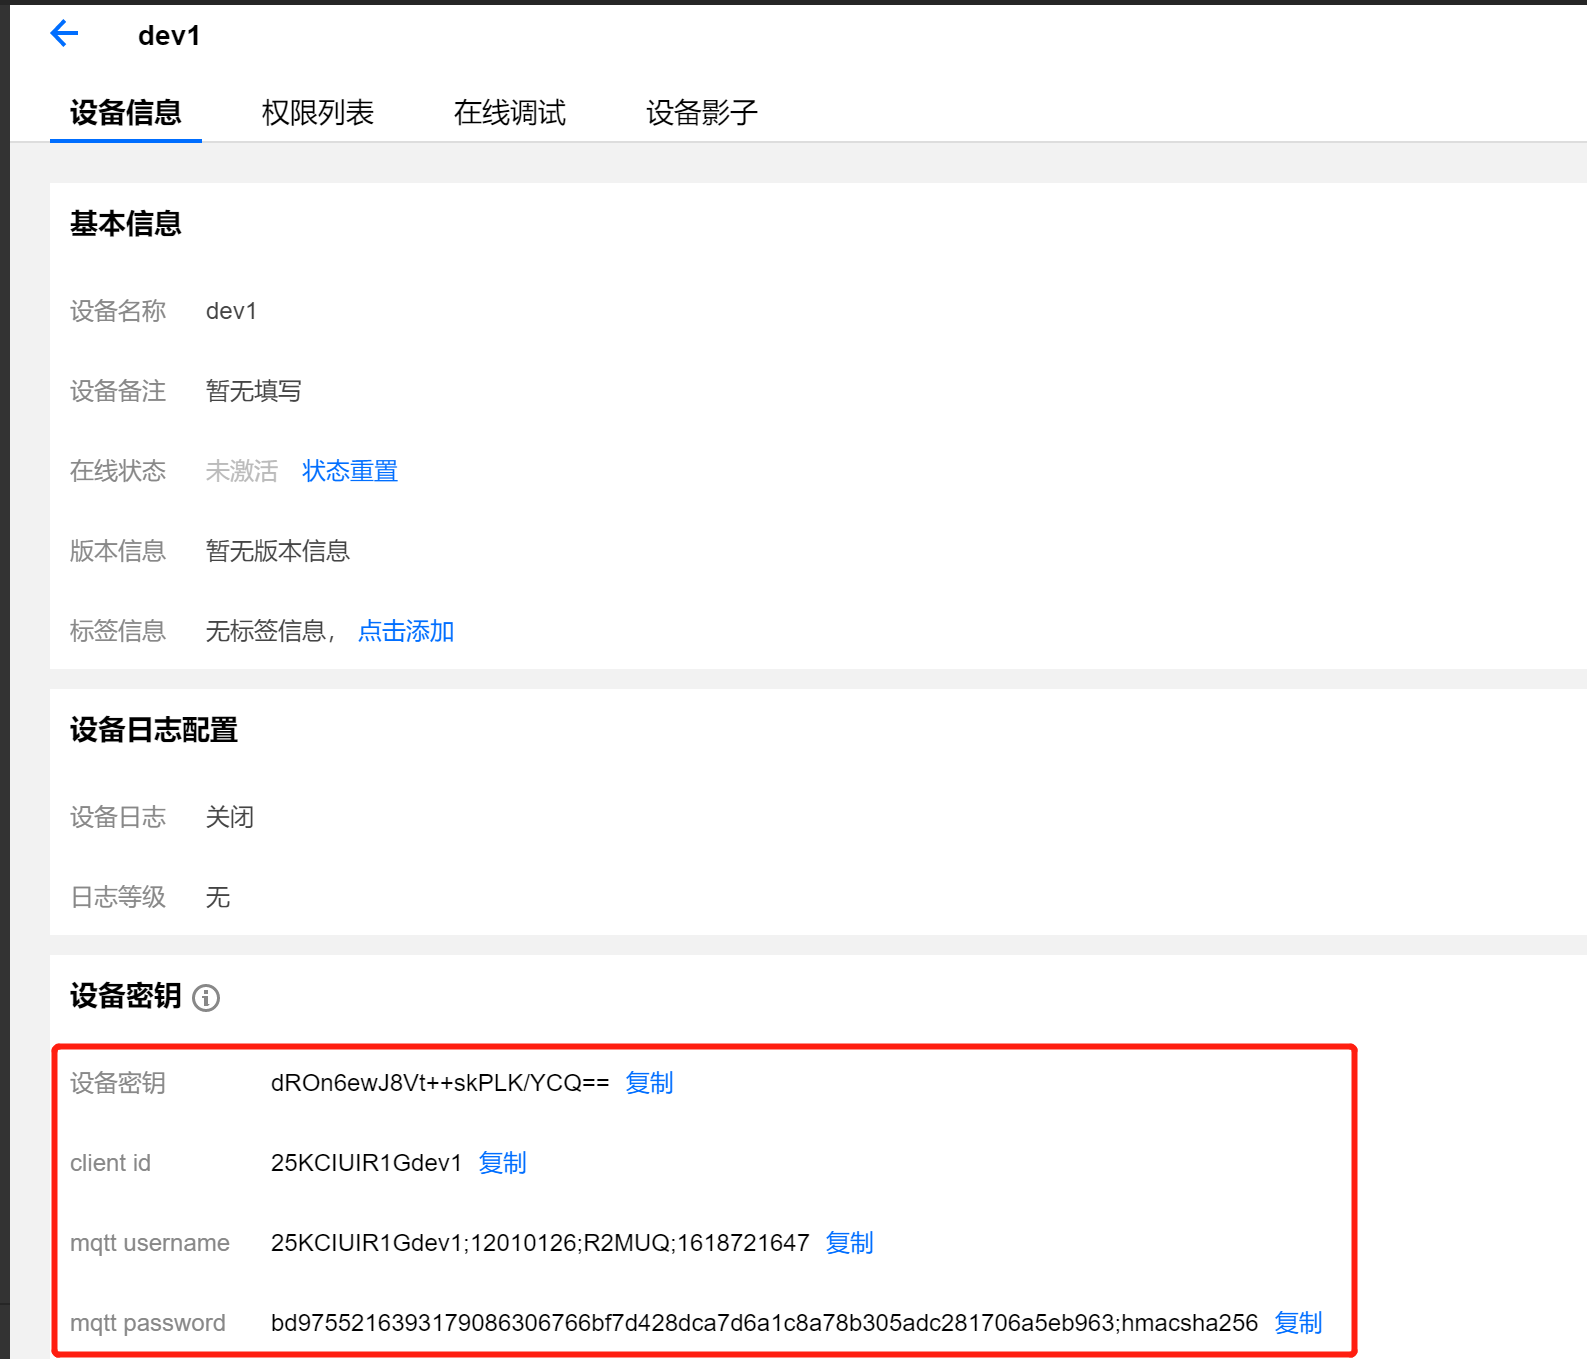 dev1
设备信息 权限列表 在线调试 设备影子
基本信息
设备名称 dev1
设备备注 暂无填写
在线状态 未激活 状态重置
版本信息 暂无版本信息
标签信息 无标签信息， 点击添加
设备日志配置
设备日志 关闭
日志等级 无
设备密钥
设备密钥 dROn6ewJ8Vt++skPLK/YCQ== 复制
client id 25KCIUIR1Gdev1 复制
mqtt username 25KCIUIR1Gdev1;12010126;R2MUQ;1618721647 复制
mqtt password bd9755216393179086306766bf7d428dca7d6a1c8a78b305adc281706a5eb963;hmacsha256 复制